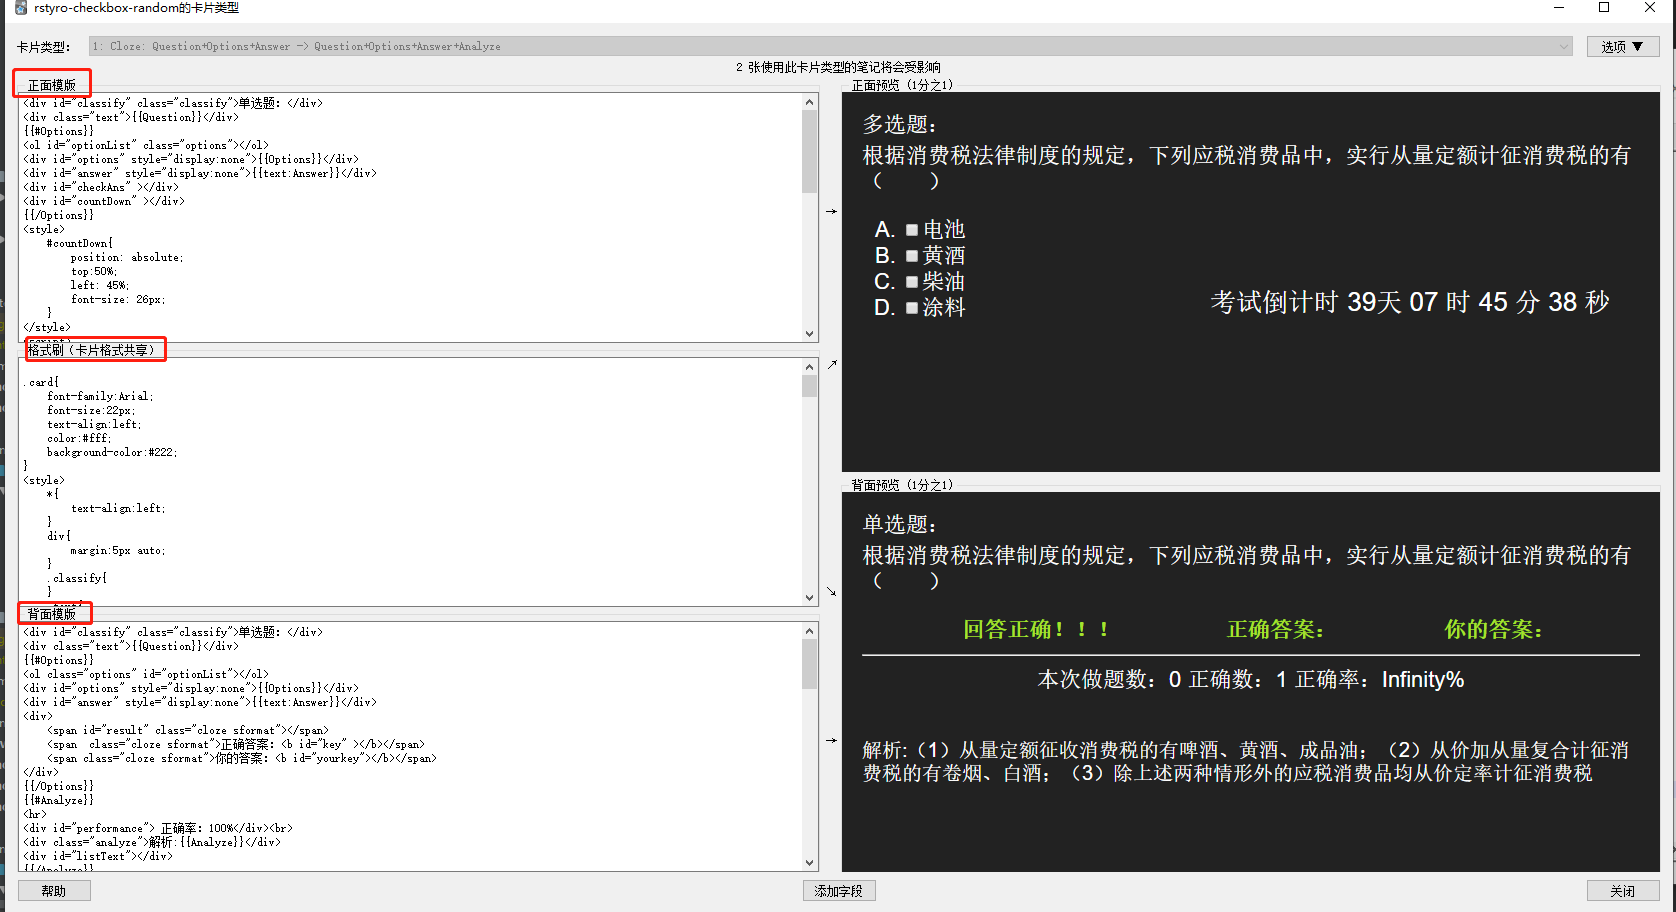 rstyro-checkbox-random的卡片类型
卡片类型：
1: Cloze: Question+Options+Answer -> Question+Options+Answer+Analyze
选项 ▼
2 张使用此卡片类型的笔记将会受影响
正面模版
<div id="classify" class="classify">单选题：</div>
<div class="text">{{Question}}</div>
{{#Options}}
<ol id="optionList" class="options"></ol>
<div id="options" style="display:none">{{Options}}</div>
<div id="answer" style="display:none">{{text:Answer}}</div>
<div id="checkAns" ></div>
<div id="countDown" ></div>
{{/Options}}
<style>
#countDown{
position: absolute;
top:50%;
left: 45%;
font-size: 26px;
}
</style>
格式刷（卡片格式共享）
.card{
font-family:Arial;
font-size:22px;
text-align:left;
color:#fff;
background-color:#222;
}
<style>
*{
text-align:left;
}
div{
margin:5px auto;
}
.classify{
}
背面模版
<div id="classify" class="classify">单选题：</div>
<div class="text">{{Question}}</div>
{{#Options}}
<ol class="options" id="optionList"></ol>
<div id="options" style="display:none">{{Options}}</div>
<div id="answer" style="display:none">{{text:Answer}}</div>
<div>
<span id="result" class="cloze sformat"></span>
<span  class="cloze sformat">正确答案：<b id="key" ></b></span>
<span class="cloze sformat">你的答案：<b id="yourkey"></b></span>
</div>
{{/Options}}
{{#Analyze}}
<hr>
<div id="performance"> 正确率：100%</div><br>
<div class="analyze">解析:{{Analyze}}</div>
<div id="listText"></div>
{{/Analyze}}
正面预览（1分之1）
多选题：
根据消费税法律制度的规定，下列应税消费品中，实行从量定额计征消费税的有
（　　）
A. 电池
B. 黄酒
C. 柴油
D. 涂料
考试倒计时 39天 07 时 45 分 38 秒
背面预览（1分之1）
单选题：
根据消费税法律制度的规定，下列应税消费品中，实行从量定额计征消费税的有
（　　）
回答正确！！！ 正确答案： 你的答案：
本次做题数：0 正确数：1 正确率：Infinity%
解析:（1）从量定额征收消费税的有啤酒、黄酒、成品油；（2）从价加从量复合计征消
费税的有卷烟、白酒；（3）除上述两种情形外的应税消费品均从价定率计征消费税
帮助
添加字段
关闭